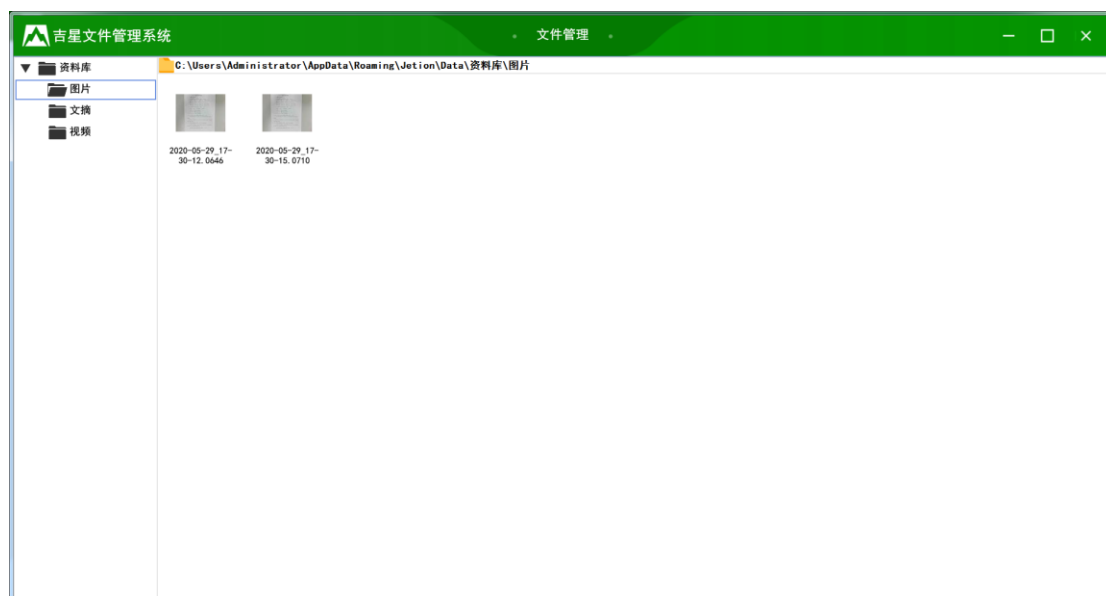 吉星文件管理系统
文件管理
资料库
C:\Users\Administrator\AppData\Roaming\Jetion\Data\资料库\图片
图片
文摘
视频
2020-05-29_17-
30-12.0646
2020-05-29_17-
30-15.0710